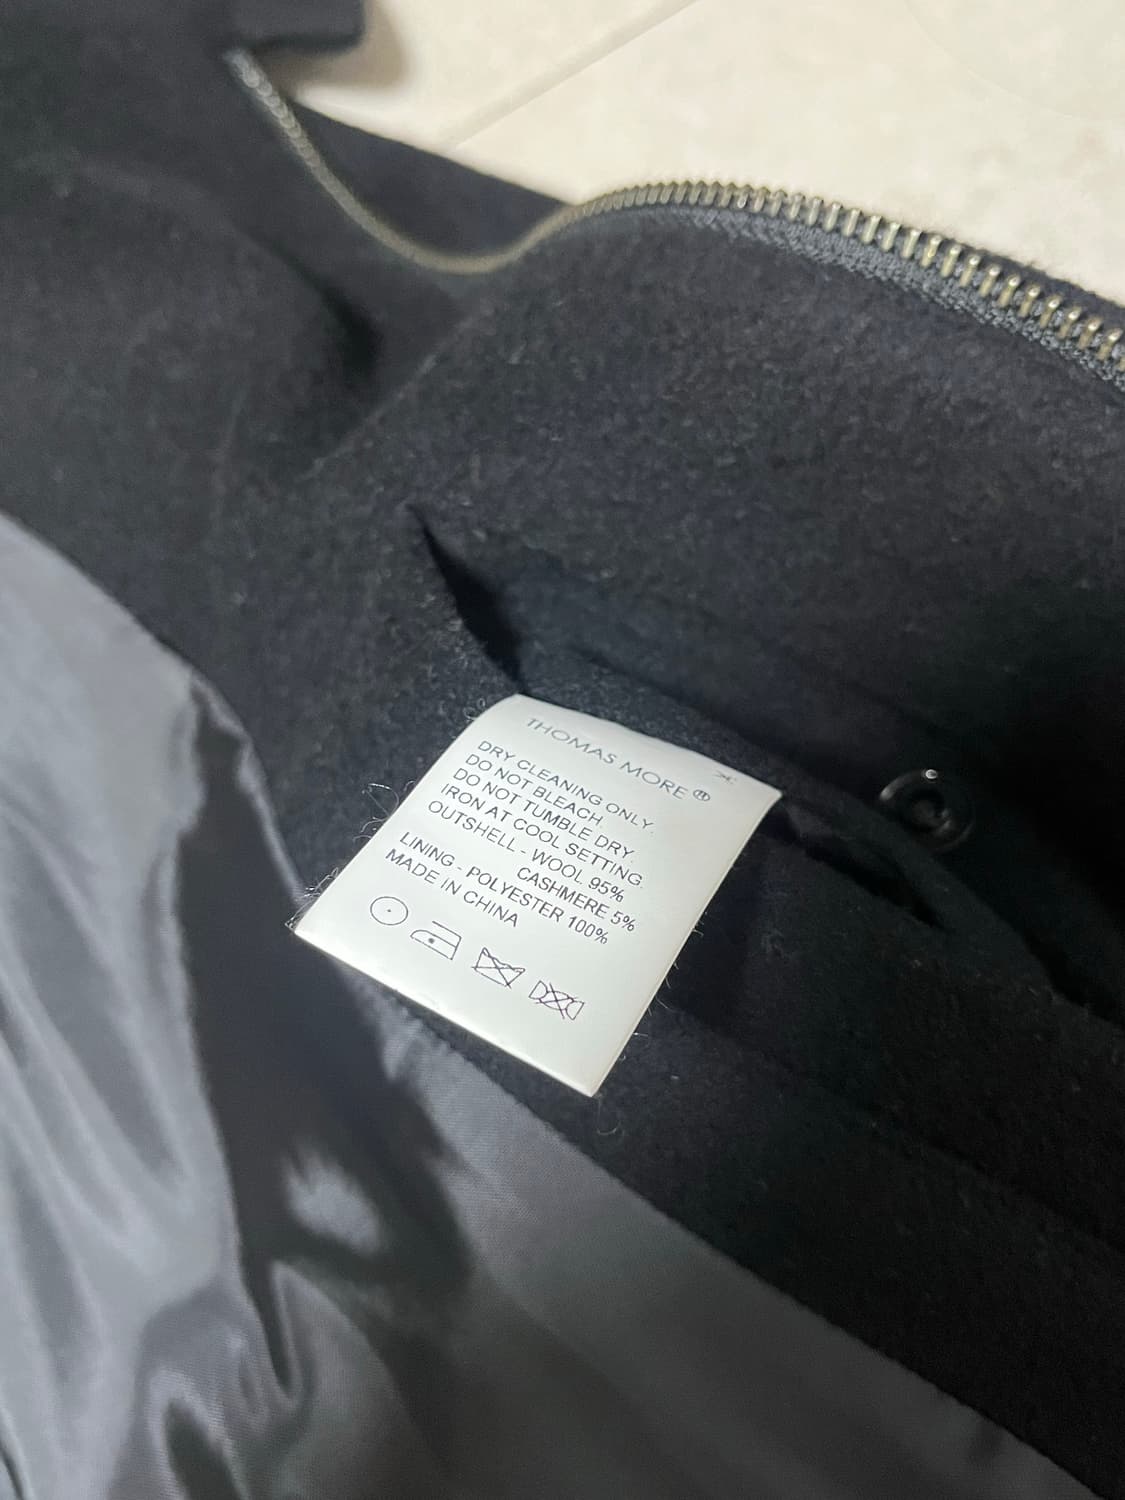 THOMAS MORE®
DRY CLEANING ONLY.
DO NOT BLEACH,
DO NOT TUMBLE DRY.
IRON AT COOL SETTING.
OUTSHELL - WOOL 95%
CASHMERE 5%
LINING - POLYESTER 100%
MADE IN CHINA